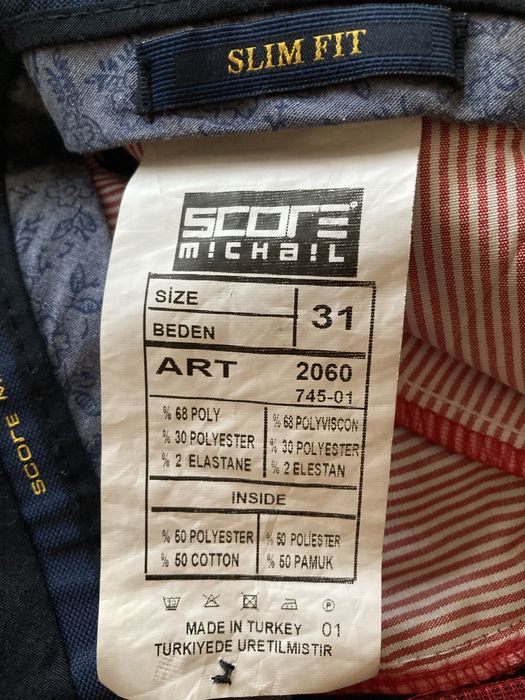 SLIM FIT
SCORE
M!CHA!L
SIZE
BEDEN
31
ART 2060
745-01
% 68 POLY
% 30 POLYESTER
% 2 ELASTANE
% 68 POLYVISCON
% 30 POLYESTER
% 2 ELESTAN
INSIDE
% 50 POLYESTER
% 50 COTTON
% 50 POLIESTER
% 50 PAMUK
P
MADE IN TURKEY 01
TURKIYEDE URETILMISTIR
SCORE